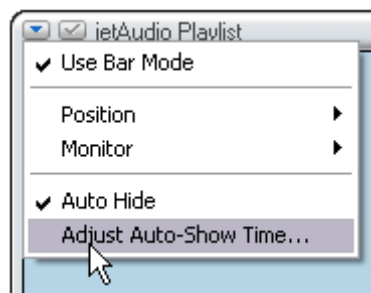 jetAudio Playlist
Use Bar Mode
Position
Monitor
Auto Hide
Adjust Auto-Show Time...